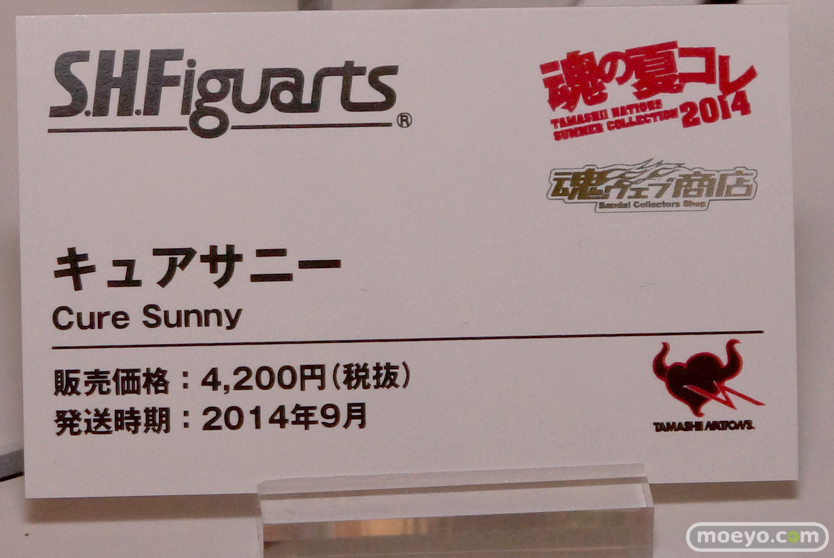 S.H.Figuarts®
魂の夏コレ
TAMASHII NATIONS
SUMMER COLLECTION 2014
魂ウェブ商店
Bandai Collectors Shop
キュアサニー
Cure Sunny
販売価格：4,200円（税抜）
発送時期：2014年9月
TAMASHII NATIONS
moeyo.com